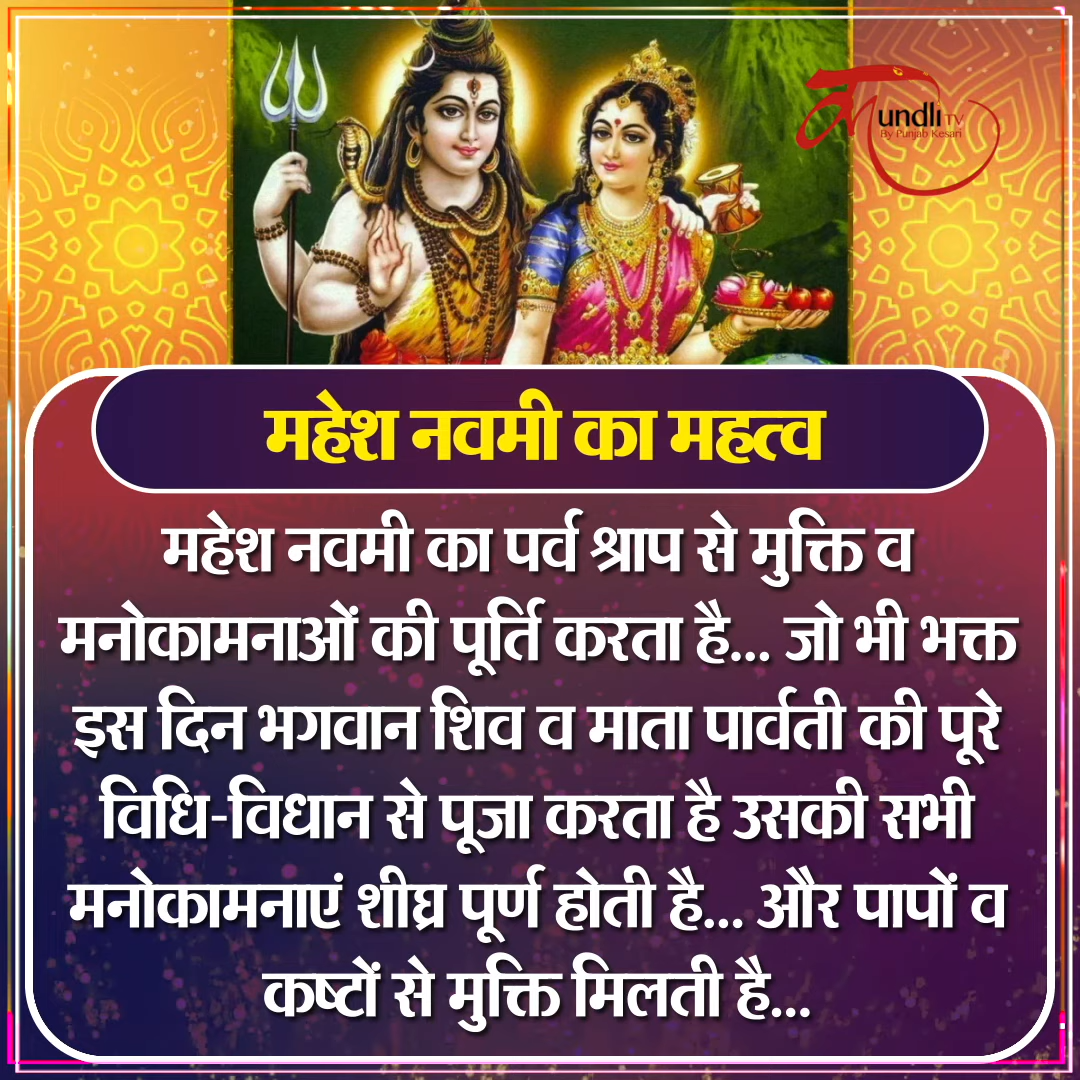 Kundli TV
By Punjab Kesari
महेश नवमी का महत्व
महेश नवमी का पर्व श्राप से मुक्ति व
मनोकामनाओं की पूर्ति करता है... जो भी भक्त
इस दिन भगवान शिव व माता पार्वती की पूरे
विधि-विधान से पूजा करता है उसकी सभी
मनोकामनाएं शीघ्र पूर्ण होती है... और पापों व
कष्टों से मुक्ति मिलती है...